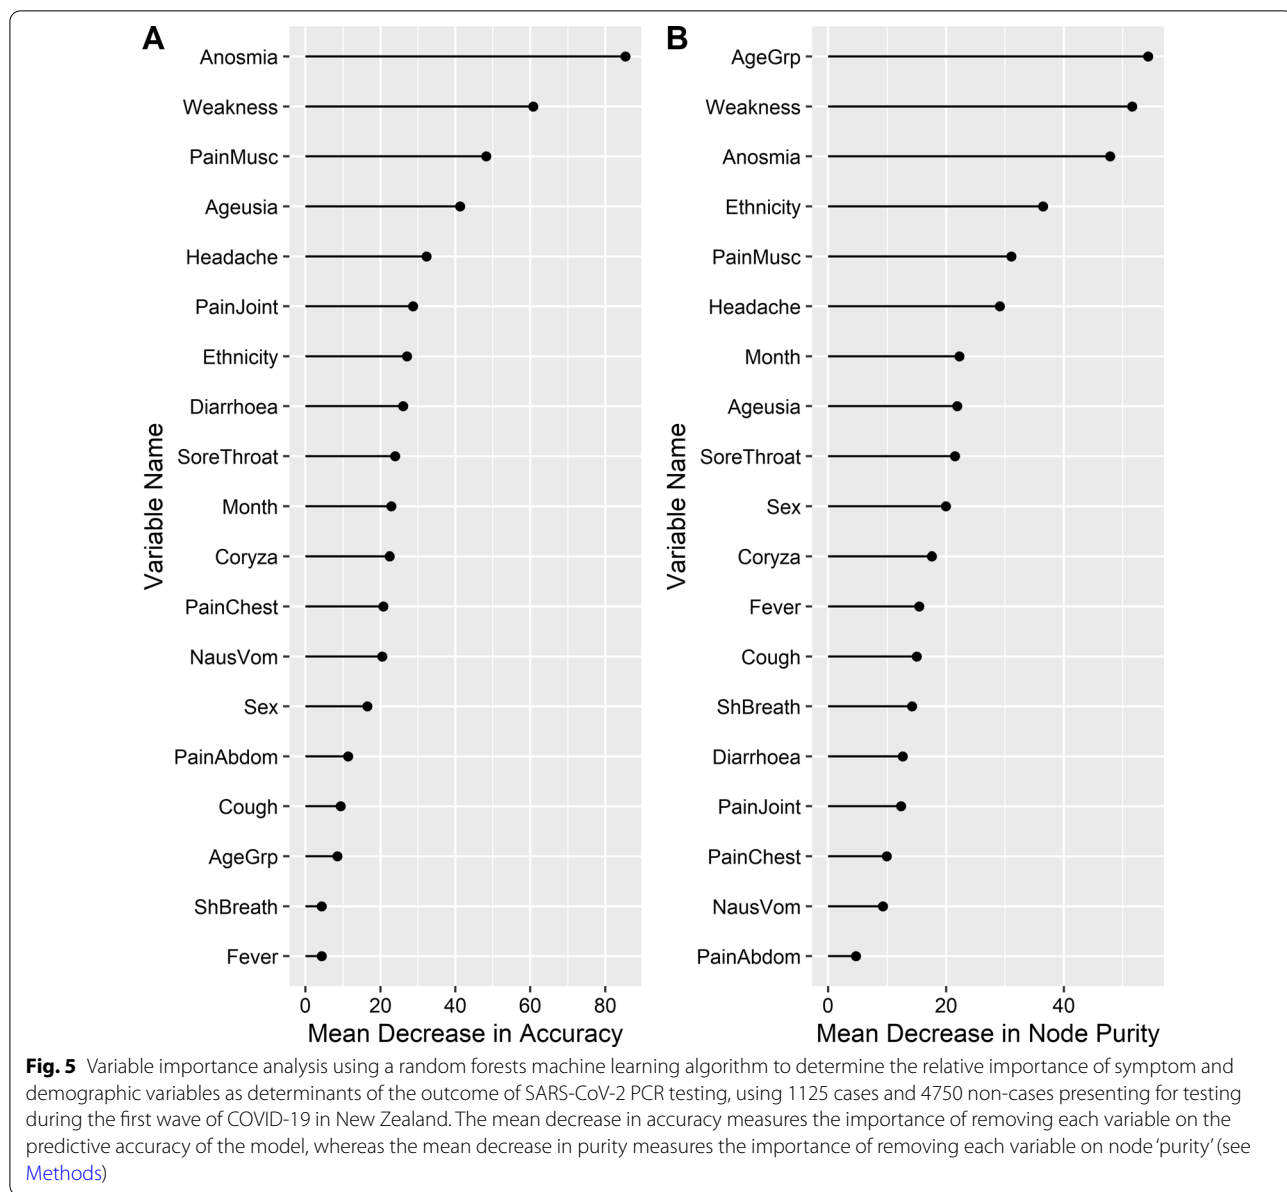 A
Anosmia
Weakness
PainMusc
Ageusia
Headache
PainJoint
Ethnicity
Diarrhoea
SoreThroat
Month
Coryza
PainChest
NausVom
Sex
PainAbdom
Cough
AgeGrp
ShBreath
Fever
Variable Name
0 20 40 60 80
Mean Decrease in Accuracy
B
AgeGrp
Weakness
Anosmia
Ethnicity
PainMusc
Headache
Month
Ageusia
SoreThroat
Sex
Coryza
Fever
Cough
ShBreath
Diarrhoea
PainJoint
PainChest
NausVom
PainAbdom
Variable Name
0 20 40
Mean Decrease in Node Purity
Fig. 5 Variable importance analysis using a random forests machine learning algorithm to determine the relative importance of symptom and
demographic variables as determinants of the outcome of SARS-CoV-2 PCR testing, using 1125 cases and 4750 non-cases presenting for testing
during the first wave of COVID-19 in New Zealand. The mean decrease in accuracy measures the importance of removing each variable on the
predictive accuracy of the model, whereas the mean decrease in purity measures the importance of removing each variable on node ‘purity’ (see
Methods)